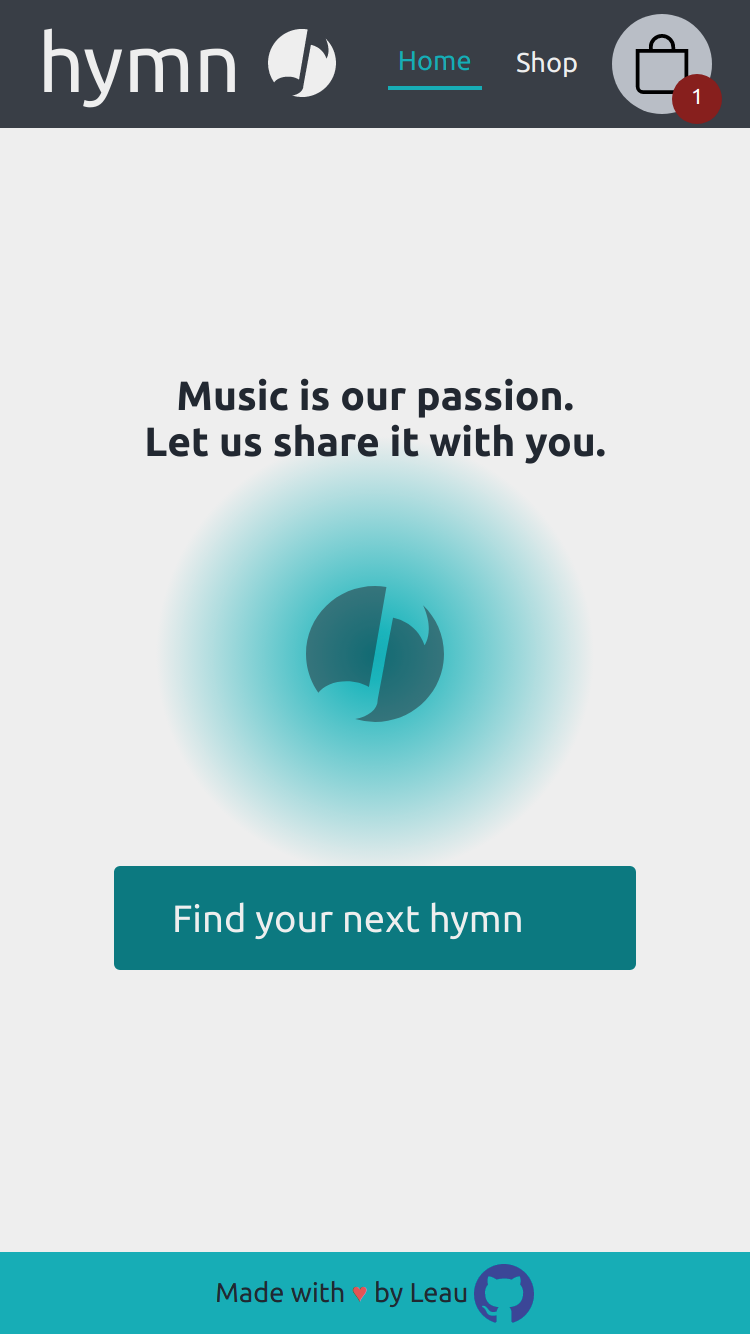 hymn
Home
Shop
1
Music is our passion.
Let us share it with you.
Find your next hymn
Made with ♥ by Leau